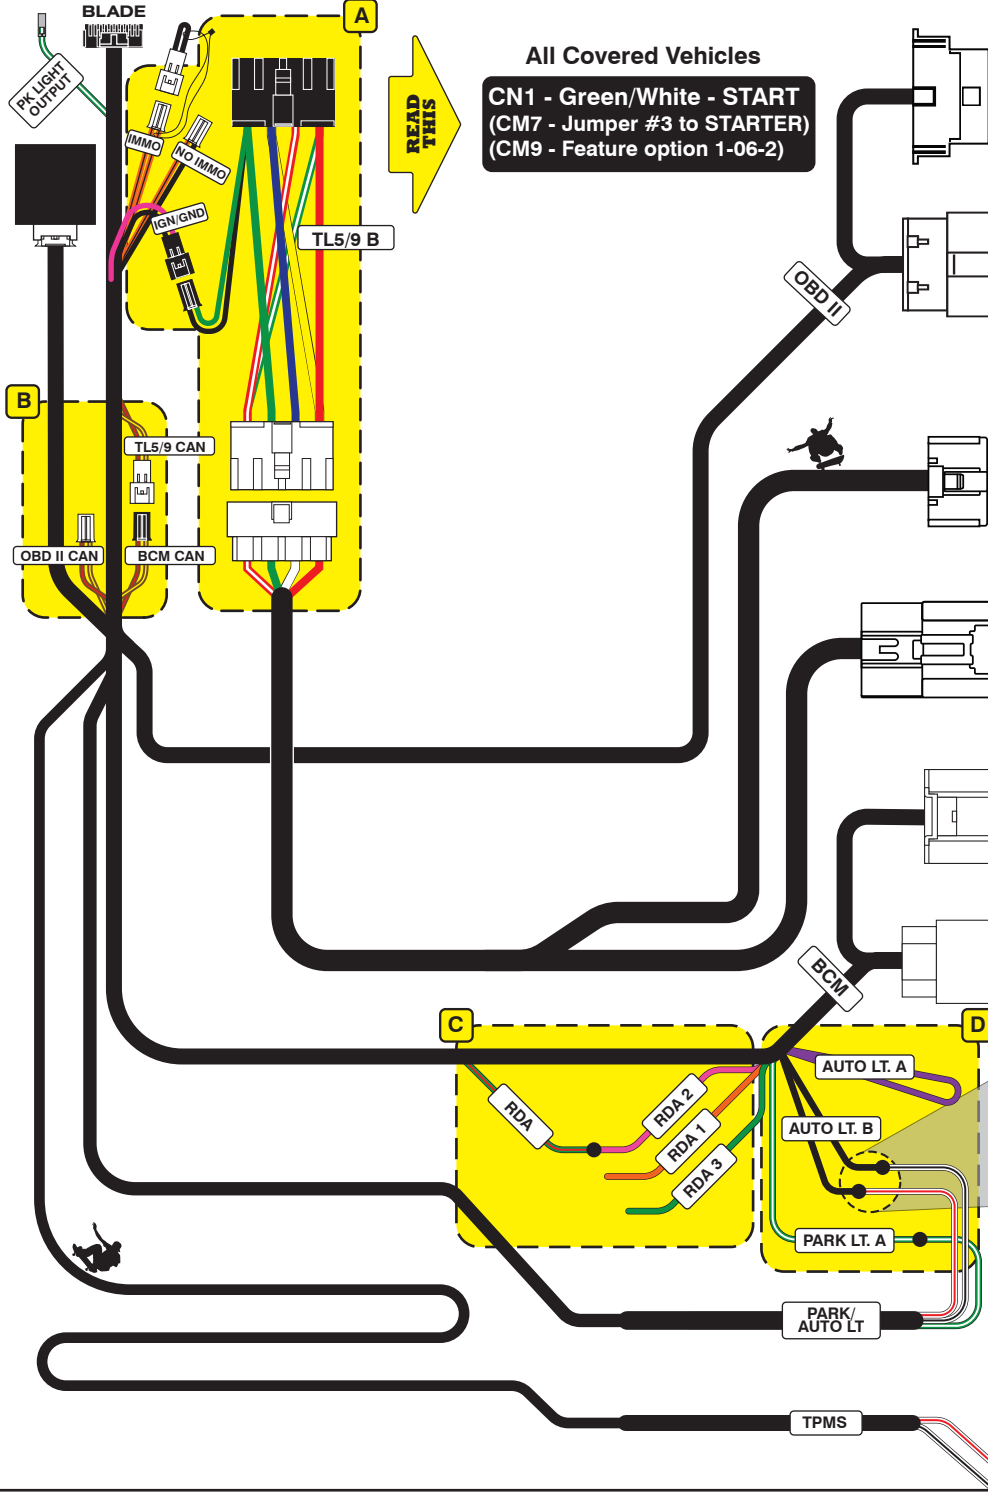 BLADE
A
PK LIGHT
OUTPUT
All Covered Vehicles
READ
THIS
CN1 - Green/White - START
(CM7 - Jumper #3 to STARTER)
(CM9 - Feature option 1-06-2)
IMMO
NO IMMO
IGN/GND
TL5/9 B
OBD II
B
TL5/9 CAN
OBD II CAN
BCM CAN
BCM
C
D
AUTO LT. A
RDA
RDA 2
RDA 1
RDA 3
AUTO LT. B
PARK LT. A
PARK/
AUTO LT
TPMS